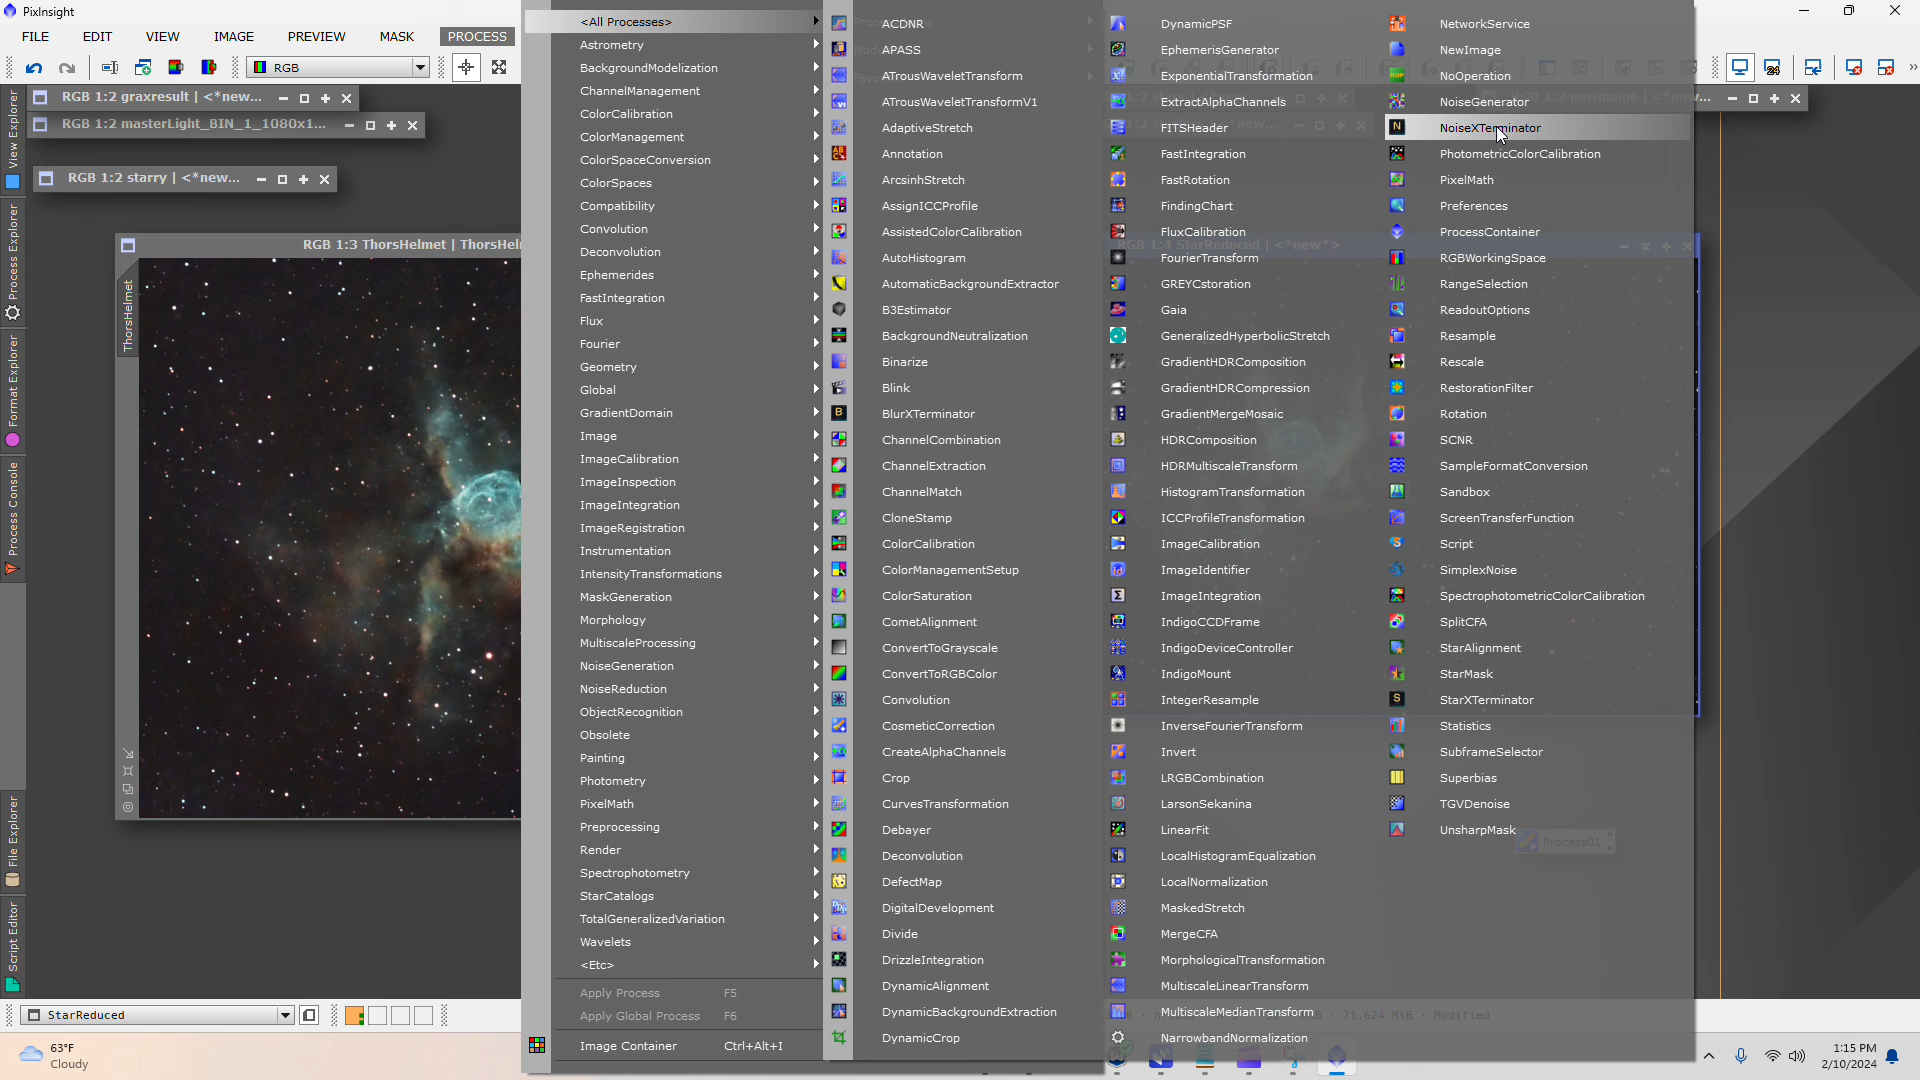 PixInsight
FILE EDIT VIEW IMAGE PREVIEW MASK PROCESS
RGB
RGB 1:2 graxresult | <*new...
RGB 1:2 masterLight_BIN_1_1080x1...
RGB 1:2 starry | <*new...
RGB 1:3 ThorsHelmet | ThorsHel
ThorsHelmet
View Explorer
Process Explorer
Format Explorer
Process Console
File Explorer
Script Editor
<All Processes>
Astrometry
BackgroundModelization
ChannelManagement
ColorCalibration
ColorManagement
ColorSpaceConversion
ColorSpaces
Compatibility
Convolution
Deconvolution
Ephemerides
FastIntegration
Flux
Fourier
Geometry
Global
GradientDomain
Image
ImageCalibration
ImageInspection
ImageIntegration
ImageRegistration
Instrumentation
IntensityTransformations
MaskGeneration
Morphology
MultiscaleProcessing
NoiseGeneration
NoiseReduction
ObjectRecognition
Obsolete
Painting
Photometry
PixelMath
Preprocessing
Render
Spectrophotometry
StarCatalogs
TotalGeneralizedVariation
Wavelets
<Etc>
Apply Process F5
Apply Global Process F6
Image Container Ctrl+Alt+I
ACDNR
APASS
ATrousWaveletTransform
ATrousWaveletTransformV1
AdaptiveStretch
Annotation
ArcsinhStretch
AssignICCProfile
AssistedColorCalibration
AutoHistogram
AutomaticBackgroundExtractor
B3Estimator
BackgroundNeutralization
Binarize
Blink
BlurXTerminator
ChannelCombination
ChannelExtraction
ChannelMatch
CloneStamp
ColorCalibration
ColorManagementSetup
ColorSaturation
CometAlignment
ConvertToGrayscale
ConvertToRGBColor
Convolution
CosmeticCorrection
CreateAlphaChannels
Crop
CurvesTransformation
Debayer
Deconvolution
DefectMap
DigitalDevelopment
Divide
DrizzleIntegration
DynamicAlignment
DynamicBackgroundExtraction
DynamicCrop
DynamicPSF
EphemerisGenerator
ExponentialTransformation
ExtractAlphaChannels
FITSHeader
FastIntegration
FastRotation
FindingChart
FluxCalibration
FourierTransform
GREYCstoration
Gaia
GeneralizedHyperbolicStretch
GradientHDRComposition
GradientHDRCompression
GradientMergeMosaic
HDRComposition
HDRMultiscaleTransform
HistogramTransformation
ICCProfileTransformation
ImageCalibration
ImageIdentifier
ImageIntegration
IndigoCCDFrame
IndigoDeviceController
IndigoMount
IntegerResample
InverseFourierTransform
Invert
LRGBCombination
LarsonSekanina
LinearFit
LocalHistogramEqualization
LocalNormalization
MaskedStretch
MergeCFA
MorphologicalTransformation
MultiscaleLinearTransform
MultiscaleMedianTransform
NarrowbandNormalization
NetworkService
NewImage
NoOperation
NoiseGenerator
NoiseXTerminator
PhotometricColorCalibration
PixelMath
Preferences
ProcessContainer
RGBWorkingSpace
RangeSelection
ReadoutOptions
Resample
Rescale
RestorationFilter
Rotation
SCNR
SampleFormatConversion
Sandbox
ScreenTransferFunction
Script
SimplexNoise
SpectrophotometricColorCalibration
SplitCFA
StarAlignment
StarMask
StarXTerminator
Statistics
SubframeSelector
Superbias
TGVDenoise
UnsharpMask
RGB 1:2 newimage | <*new...
RGB 1:4 StarReduced | <*new*>
Process01
StarReduced
71.624 MiB · Modified
63°F
Cloudy
1:15 PM
2/10/2024